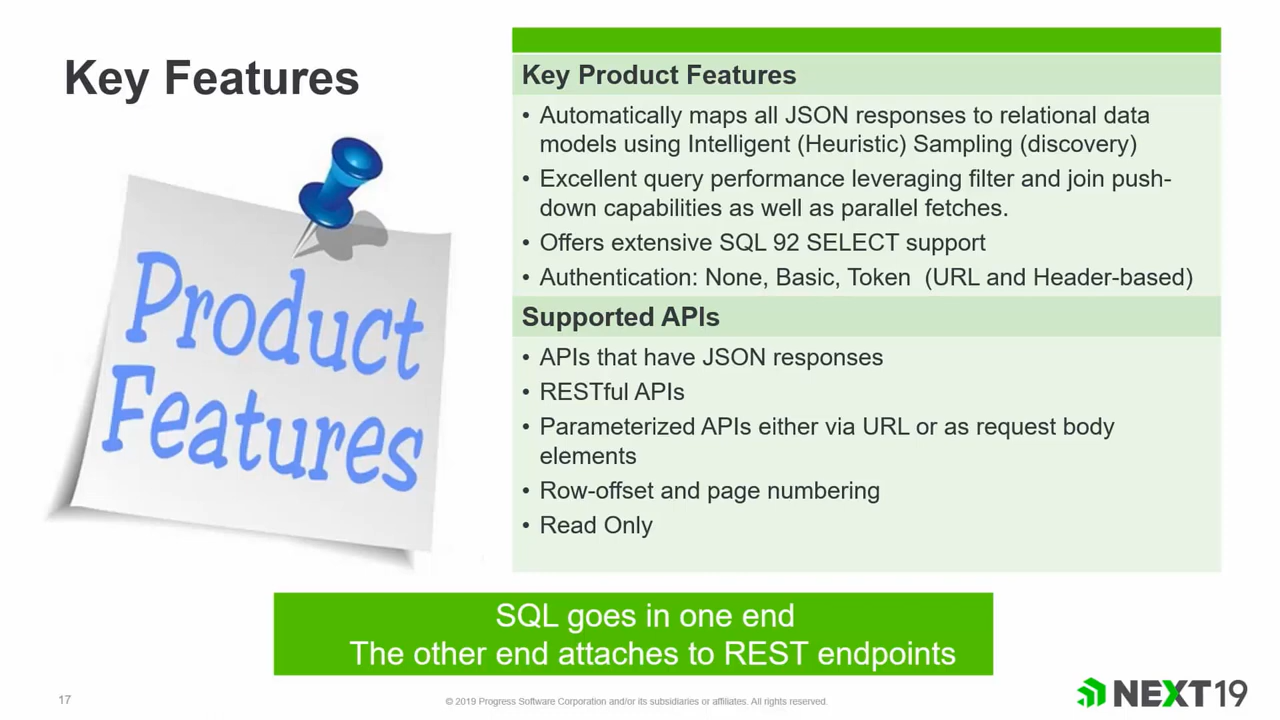 Key Features
Product
Features
Key Product Features
• Automatically maps all JSON responses to relational data
models using Intelligent (Heuristic) Sampling (discovery)
• Excellent query performance leveraging filter and join push-
down capabilities as well as parallel fetches.
• Offers extensive SQL 92 SELECT support
• Authentication: None, Basic, Token (URL and Header-based)
Supported APIs
• APIs that have JSON responses
• RESTful APIs
• Parameterized APIs either via URL or as request body
elements
• Row-offset and page numbering
• Read Only
SQL goes in one end
The other end attaches to REST endpoints
17
© 2019 Progress Software Corporation and/or its subsidiaries or affiliates. All rights reserved.
NEXT19